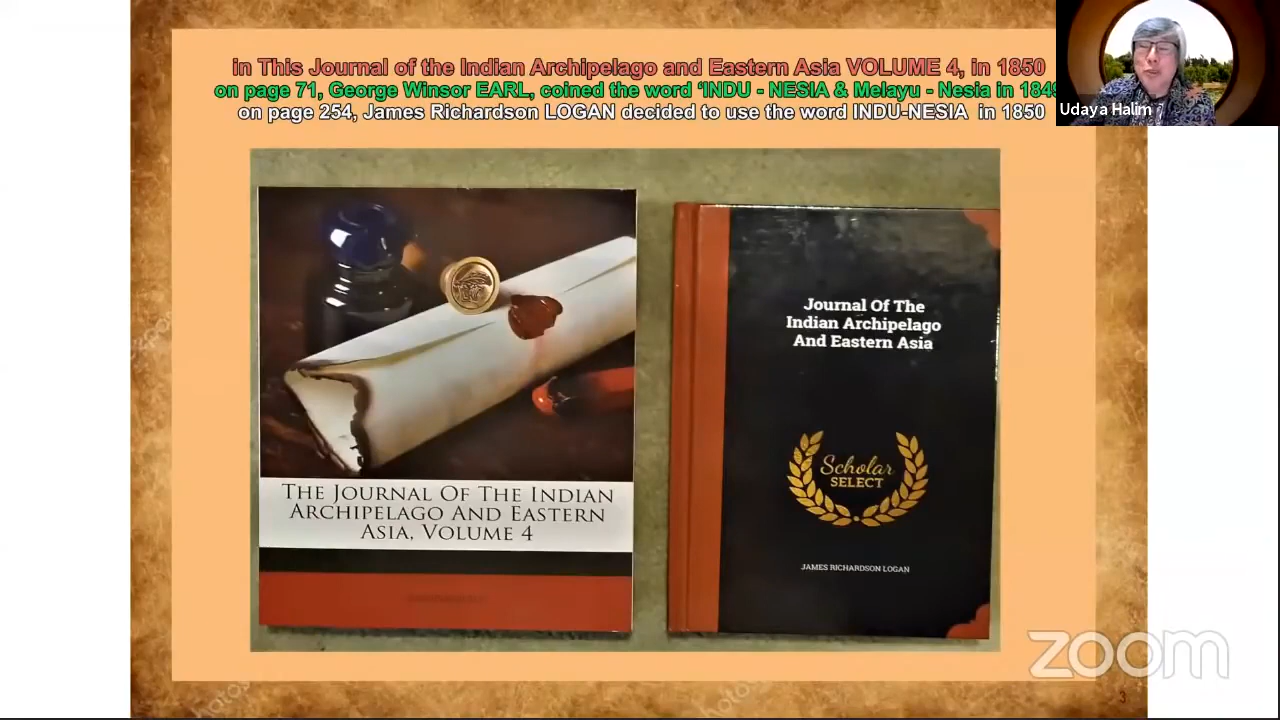 in This Journal of the Indian Archipelago and Eastern Asia VOLUME 4, in 1850
on page 71, George Winsor EARL, coined the word ‘INDU - NESIA & Melayu - Nesia in 1849
on page 254, James Richardson LOGAN decided to use the word INDU-NESIA in 1850
Udaya Halim
THE JOURNAL OF THE INDIAN
ARCHIPELAGO AND EASTERN
ASIA, VOLUME 4
Journal Of The
Indian Archipelago
And Eastern Asia
Scholar
SELECT
JAMES RICHARDSON LOGAN
zoom
3